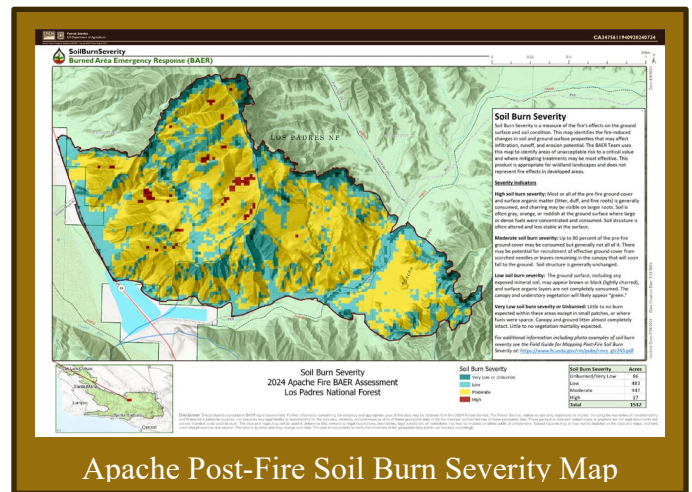 Forest Service
CA3475611940920240724
SoilBurnSeverity
Burned Area Emergency Response (BAER)
LOS PADRES NF
Soil Burn Severity
Soil Burn Severity is a measure of the fire's effects on the ground
surface and soil condition. This map identifies the fire-induced
changes in soil and ground surface properties that may affect
infiltration, runoff, and erosion potential. The BAER Team uses
this map to identify areas of unacceptable risk to a critical value
and where mitigating treatments may be most effective. This
product is appropriate for wildland landscapes and does not
represent fire effects in developed areas.
Severity Indicators
High soil burn severity: Most or all of the pre-fire ground cover
and surface organic matter (litter, duff, and fine roots) is generally
consumed, and charring may be visible on larger roots. Soil is
often gray, orange, or reddish at the ground surface where large
or dense fuels were concentrated and consumed. Soil structure is
often altered and less stable at the surface.
Moderate soil burn severity: Up to 80 percent of the pre-fire
ground cover may be consumed but generally not all of it. There
may be potential for recruitment of effective ground cover from
scorched needles or leaves remaining in the canopy that will soon
fall to the ground. Soil structure is generally unchanged.
Low soil burn severity: The ground surface, including any
exposed mineral soil, may appear brown or black (lightly charred),
and surface organic layers are not completely consumed. The
canopy and understory vegetation will likely appear "green."
Very Low soil burn severity or Unburned: Little to no burn
expected within these areas except in small patches, or where
fuels were sparce. Canopy and ground litter almost completely
intact. Little to no vegetation mortality expected.
For additional information including photo examples of soil burn
severity see the Field Guide for Mapping Post-Fire Soil Burn
Severity at: https://www.fs.usda.gov/rm/pubs/rmrs_gtr243.pdf
Soil Burn Severity
2024 Apache Fire BAER Assessment
Los Padres National Forest
Soil Burn Severity
Very Low or Unburned
Low
Moderate
High
Soil Burn Severity Acres
Unburned/Very Low 86
Low 483
Moderate 947
High 17
Total 1532
Apache Post-Fire Soil Burn Severity Map